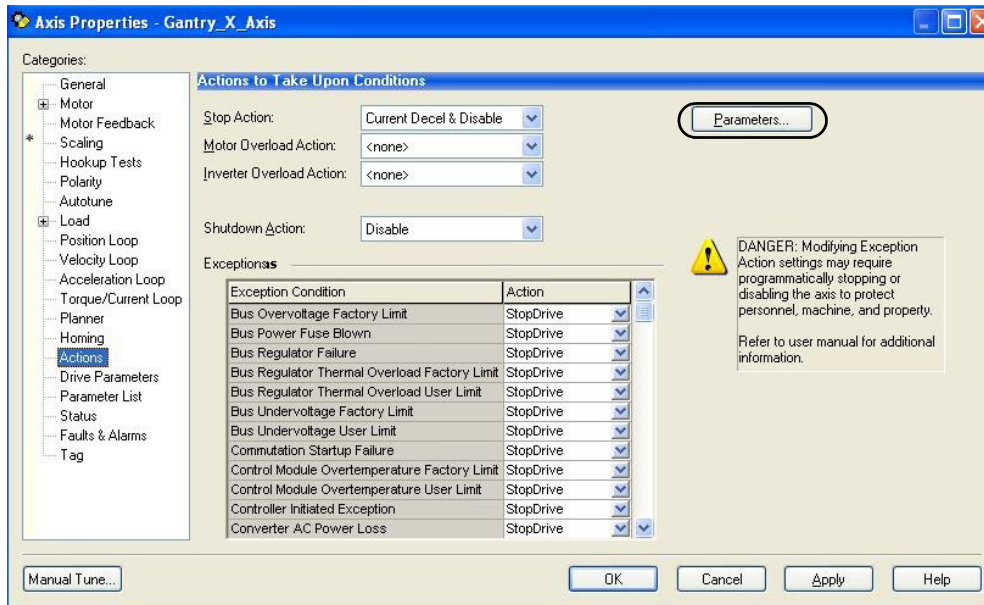 Axis Properties - Gantry_X_Axis
Categories:
General
Motor
Motor Feedback
* Scaling
Hookup Tests
Polarity
Autotune
Load
Position Loop
Velocity Loop
Acceleration Loop
Torque/Current Loop
Planner
Homing
Actions
Drive Parameters
Parameter List
Status
Faults & Alarms
Tag
Actions to Take Upon Conditions
Stop Action: Current Decel & Disable
Parameters...
Motor Overload Action: <none>
Inverter Overload Action: <none>
Shutdown Action: Disable
Exceptionas
Exception Condition Action
Bus Overvoltage Factory Limit StopDrive
Bus Power Fuse Blown StopDrive
Bus Regulator Failure StopDrive
Bus Regulator Thermal Overload Factory Limit StopDrive
Bus Regulator Thermal Overload User Limit StopDrive
Bus Undervoltage Factory Limit StopDrive
Bus Undervoltage User Limit StopDrive
Commutation Startup Failure StopDrive
Control Module Overtemperature Factory Limit StopDrive
Control Module Overtemperature User Limit StopDrive
Controller Initiated Exception StopDrive
Converter AC Power Loss StopDrive
DANGER: Modifying Exception
Action settings may require
programmatically stopping or
disabling the axis to protect
personnel, machine, and property.
Refer to user manual for additional
information.
Manual Tune...
OK
Cancel
Apply
Help